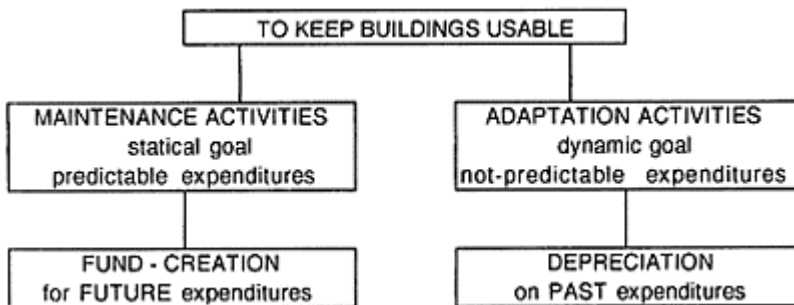 TO KEEP BUILDINGS USABLE
MAINTENANCE ACTIVITIES
statical goal
predictable expenditures
ADAPTATION ACTIVITIES
dynamic goal
not-predictable expenditures
FUND - CREATION
for FUTURE expenditures
DEPRECIATION
on PAST expenditures